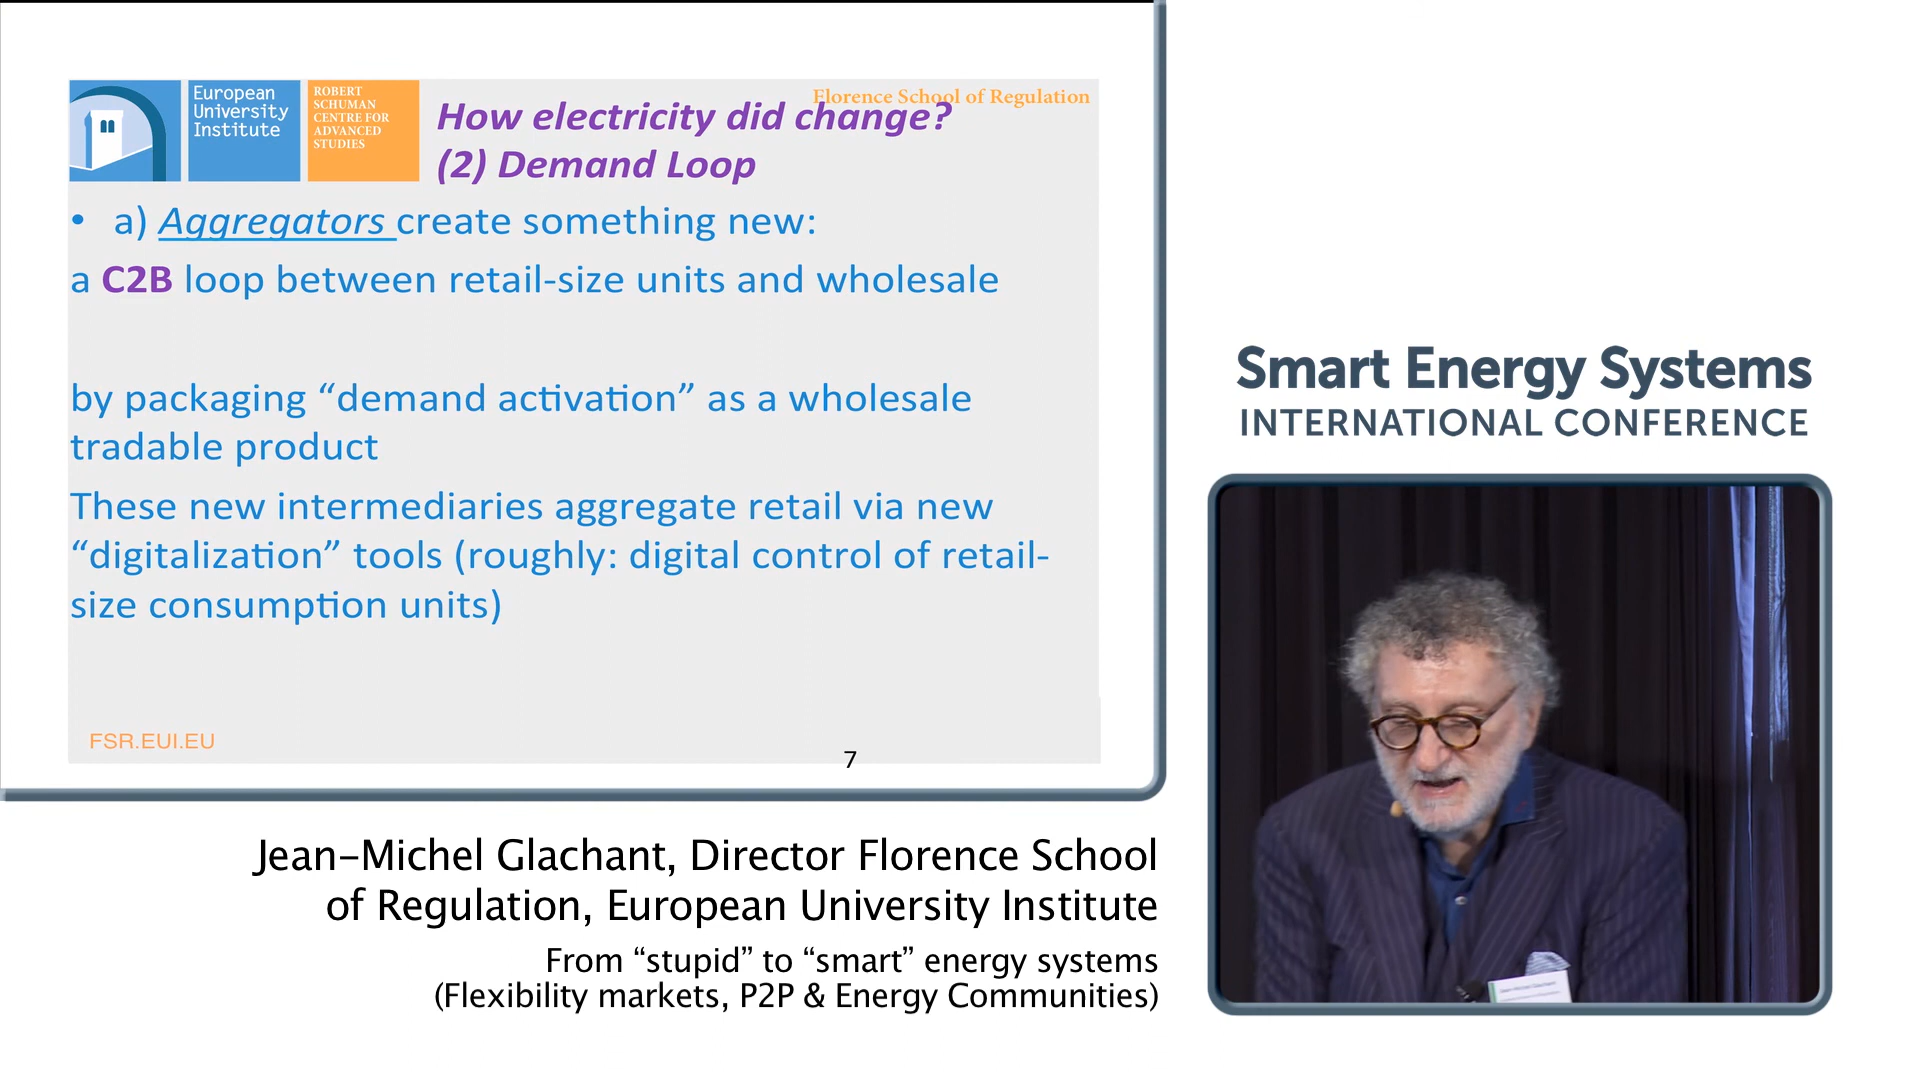 European
University
Institute
ROBERT
SCHUMAN
CENTRE FOR
ADVANCED
STUDIES
Florence School of Regulation
How electricity did change?
(2) Demand Loop
• a) Aggregators create something new:
a C2B loop between retail-size units and wholesale
by packaging “demand activation” as a wholesale
tradable product
These new intermediaries aggregate retail via new
“digitalization” tools (roughly: digital control of retail-
size consumption units)
FSR.EUI.EU
7
Smart Energy Systems
INTERNATIONAL CONFERENCE
Jean-Michel Glachant, Director Florence School
of Regulation, European University Institute
From “stupid” to “smart” energy systems
(Flexibility markets, P2P & Energy Communities)